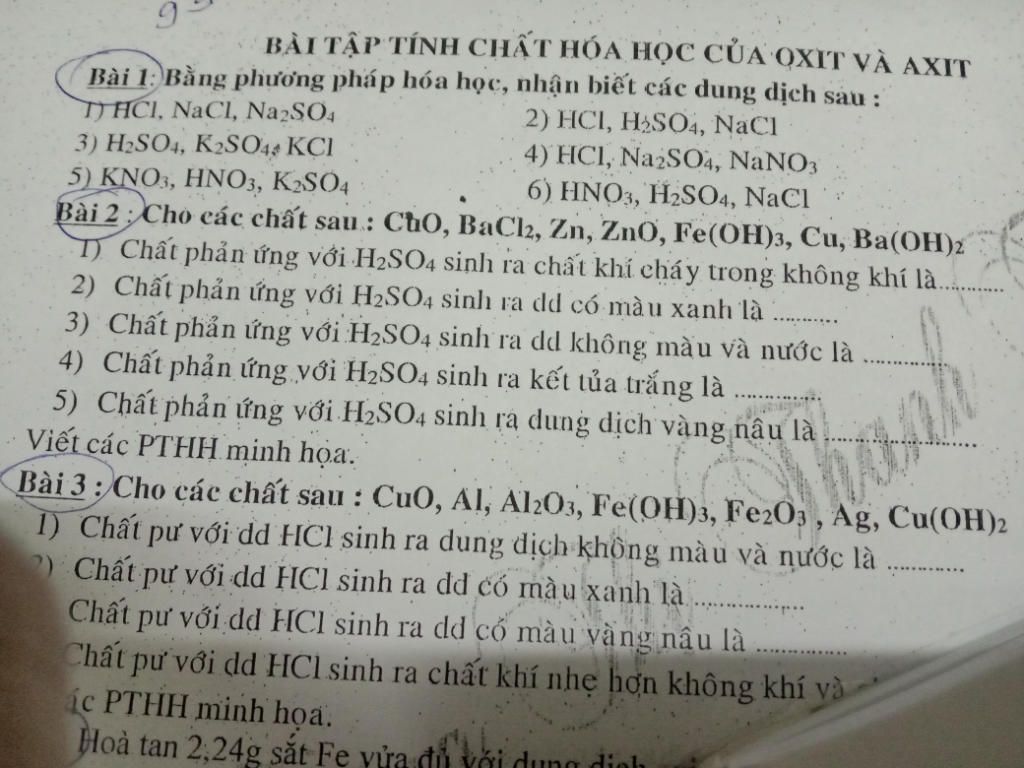 BÀI TẬP TÍNH CHẤT HÓA HỌC CỦA OXIT VÀ AXIT
Bài 1: Bằng phương pháp hóa học, nhận biết các dung dịch sau :
1) HCl, NaCl, Na₂SO₄ 2) HCl, H₂SO₄, NaCl
3) H₂SO₄, K₂SO₄, KCl 4) HCl, Na₂SO₄, NaNO₃
5) KNO₃, HNO₃, K₂SO₄ 6) HNO₃, H₂SO₄, NaCl
Bài 2 : Cho các chất sau : CuO, BaCl₂, Zn, ZnO, Fe(OH)₃, Cu, Ba(OH)₂
1) Chất phản ứng với H₂SO₄ sinh ra chất khí cháy trong không khí là............
2) Chất phản ứng với H₂SO₄ sinh ra dd có màu xanh là ...........
3) Chất phản ứng với H₂SO₄ sinh ra dd không màu và nước là ...............
4) Chất phản ứng với H₂SO₄ sinh ra kết tủa trắng là ...............
5) Chất phản ứng với H₂SO₄ sinh ra dung dịch vàng nâu là ..........................
Viết các PTHH minh họa.
Bài 3 : Cho các chất sau : CuO, Al, Al₂O₃, Fe(OH)₃, Fe₂O₃ , Ag, Cu(OH)₂
1) Chất pư với dd HCl sinh ra dung dịch không màu và nước là .............
2) Chất pư với dd HCl sinh ra dd có màu xanh là ...................
Chất pư với dd HCl sinh ra dd có màu vàng nâu là ...............
Chất pư với dd HCl sinh ra chất khí nhẹ hơn không khí và
PTHH minh họa.
Hoà tan 2,24g sắt Fe vừa đủ với dung dịch
Thanh